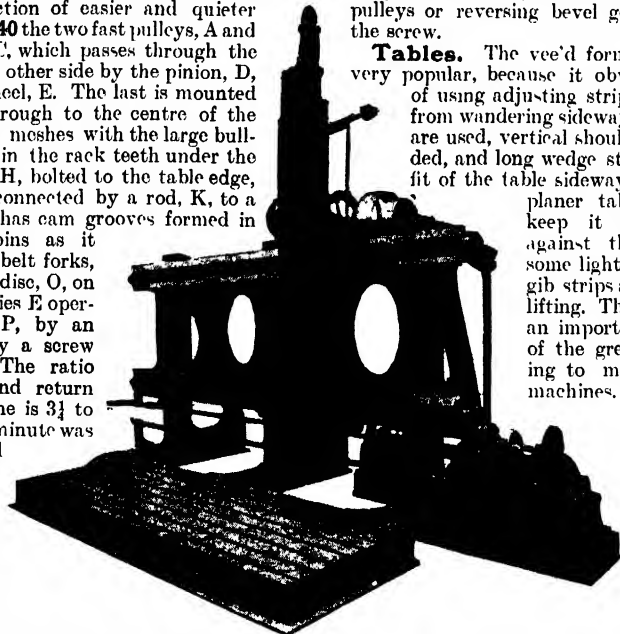 ction of easier and quieter
40 the two fast pulleys, A and
C, which passes through the
other side by the pinion, D,
eel, E. The last is mounted
rough to the centre of the
meshes with the large bull-
in the rack teeth under the
H, bolted to the table edge,
onnected by a rod, K, to a
has cam grooves formed in
pins as it
belt forks,
disc, O, on
ies E oper-
P, by an
y a screw
The ratio
nd return
ne is 3¼ to
minute was
pulleys or reversing bevel g
the screw.
Tables. The vee'd form
very popular, because it obv
of using adjusting strip
from wandering sideway
are used, vertical shoul
ded, and long wedge st
fit of the table sideway
planer tab
keep it
against th
some light
gib strips a
lifting. Th
an importa
of the gre
ing to m
machines.